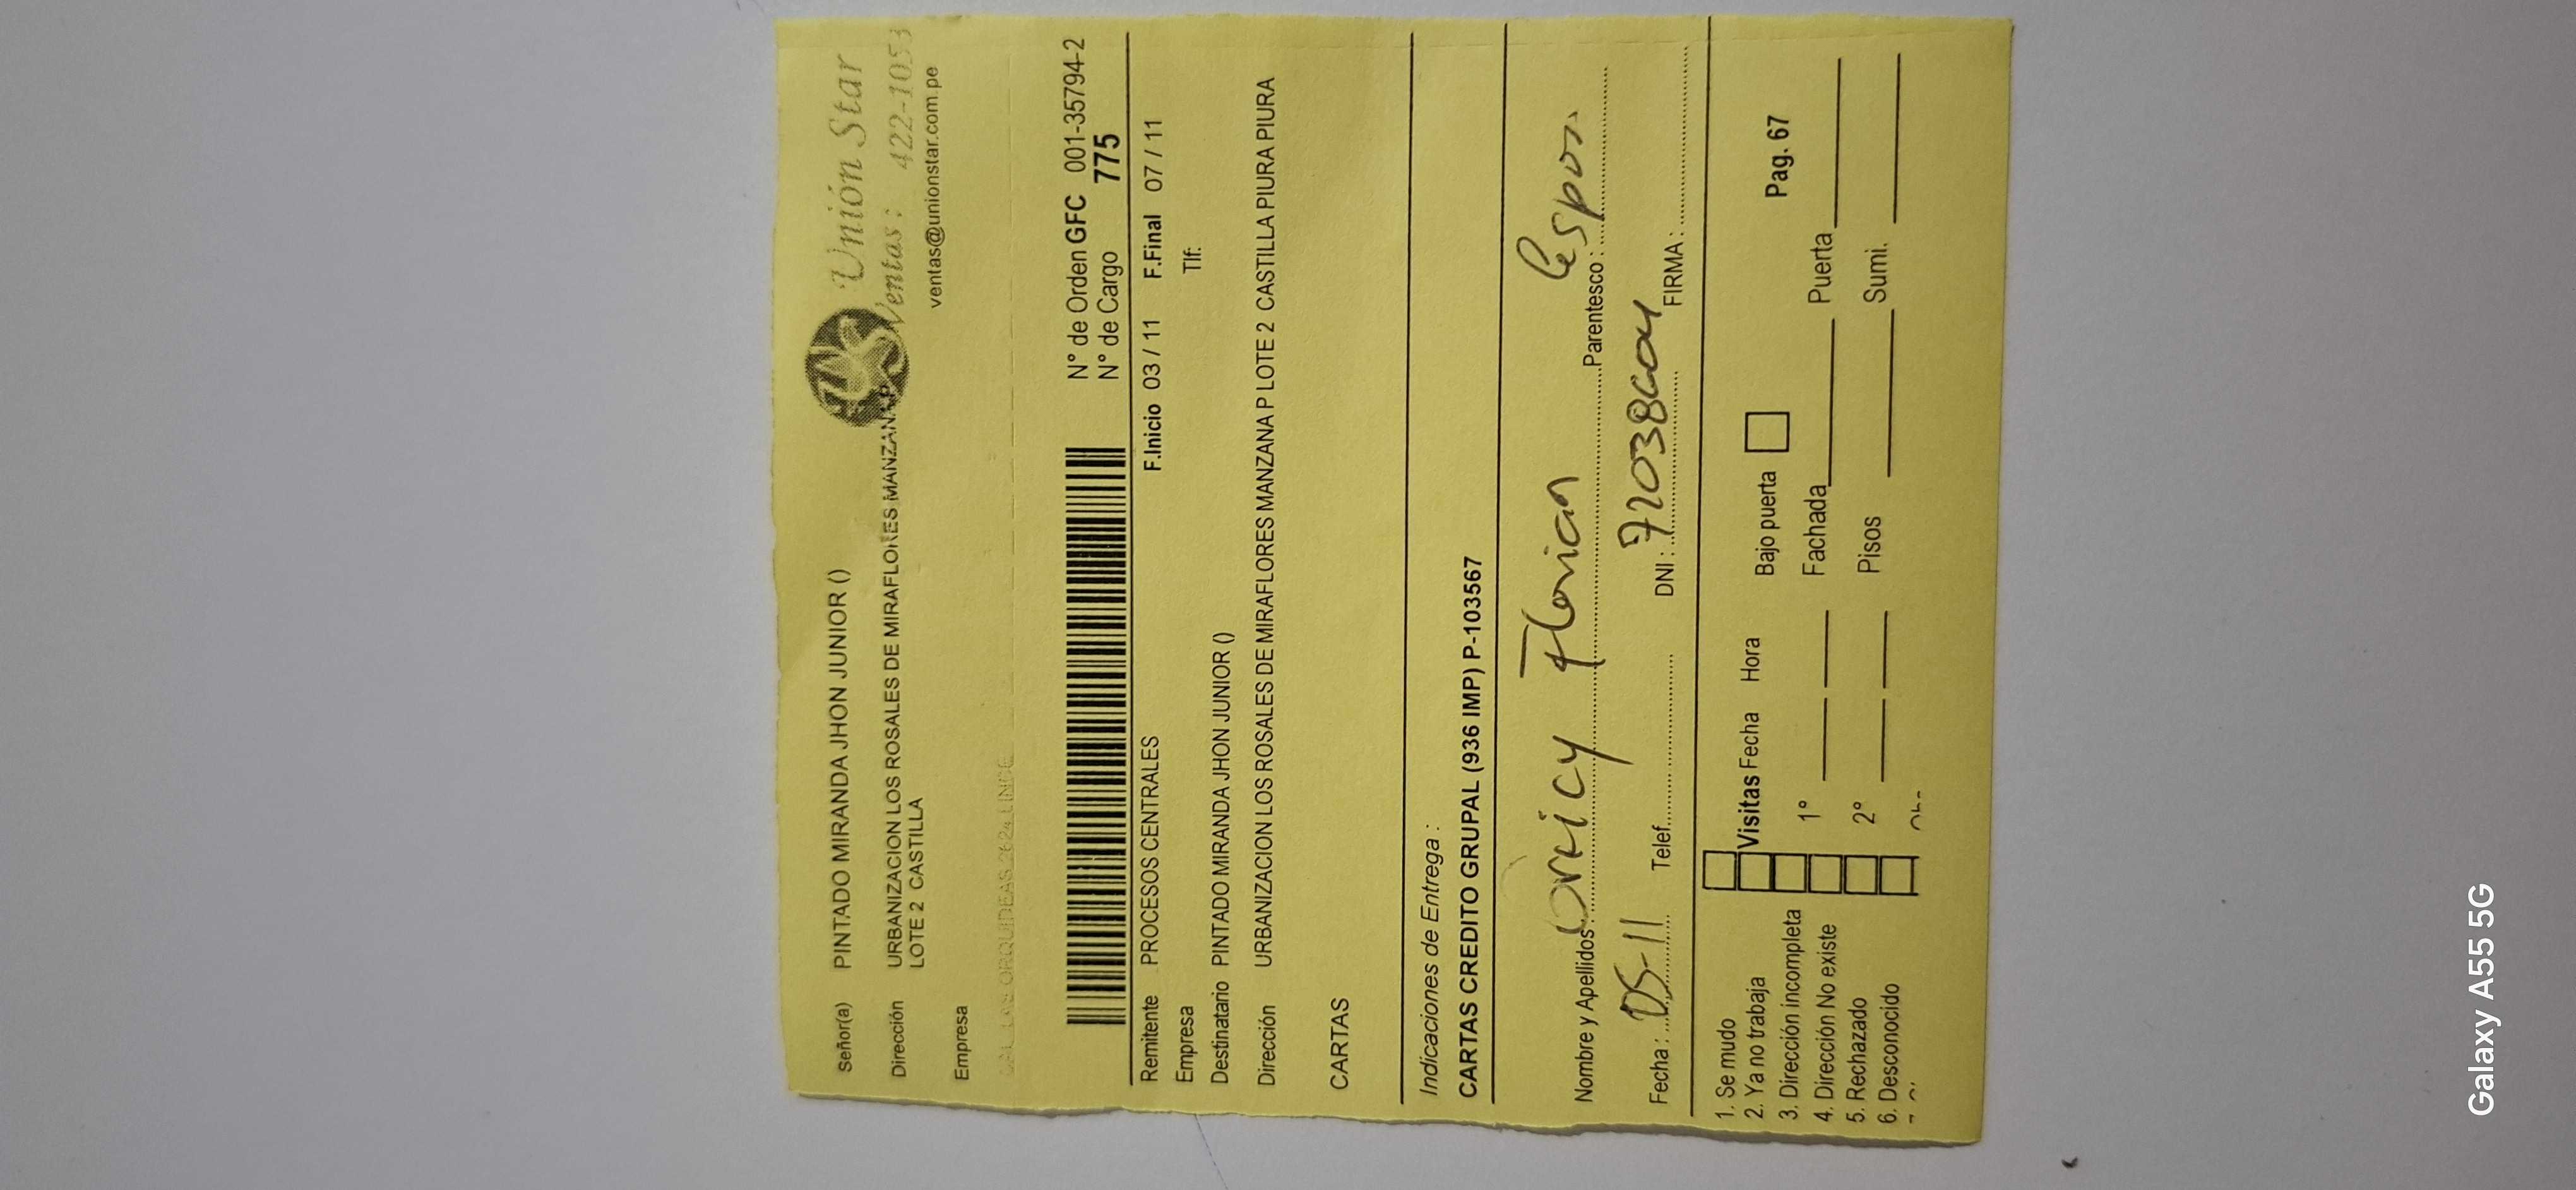 Unión Star
Ventas: 422-1053
ventas@unionstar.com.pe
Señor(a) PINTADO MIRANDA JHON JUNIOR ()
Dirección URBANIZACION LOS ROSALES DE MIRAFLORES MANZANA P
LOTE 2 CASTILLA
Empresa
N° de Orden GFC 001-35794-2
N° de Cargo 775
F.Inicio 03 / 11 F.Final 07 / 11
Remitente PROCESOS CENTRALES
Empresa Tlf:
Destinatario PINTADO MIRANDA JHON JUNIOR ()
Dirección URBANIZACION LOS ROSALES DE MIRAFLORES MANZANA P LOTE 2 CASTILLA PIURA PIURA
CARTAS
Indicaciones de Entrega :
CARTAS CREDITO GRUPAL (936 IMP) P-103567
Nombre y Apellidos: Florian Parentesco :
Fecha : 05-11 Telef. DNI : FIRMA :
1. Se mudo
2. Ya no trabaja Visitas Fecha Hora Bajo puerta Pag. 67
3. Dirección incompleta
4. Dirección No existe 1° Fachada Puerta
5. Rechazado
6. Desconocido 2° Pisos Sumi.
Galaxy A55 5G